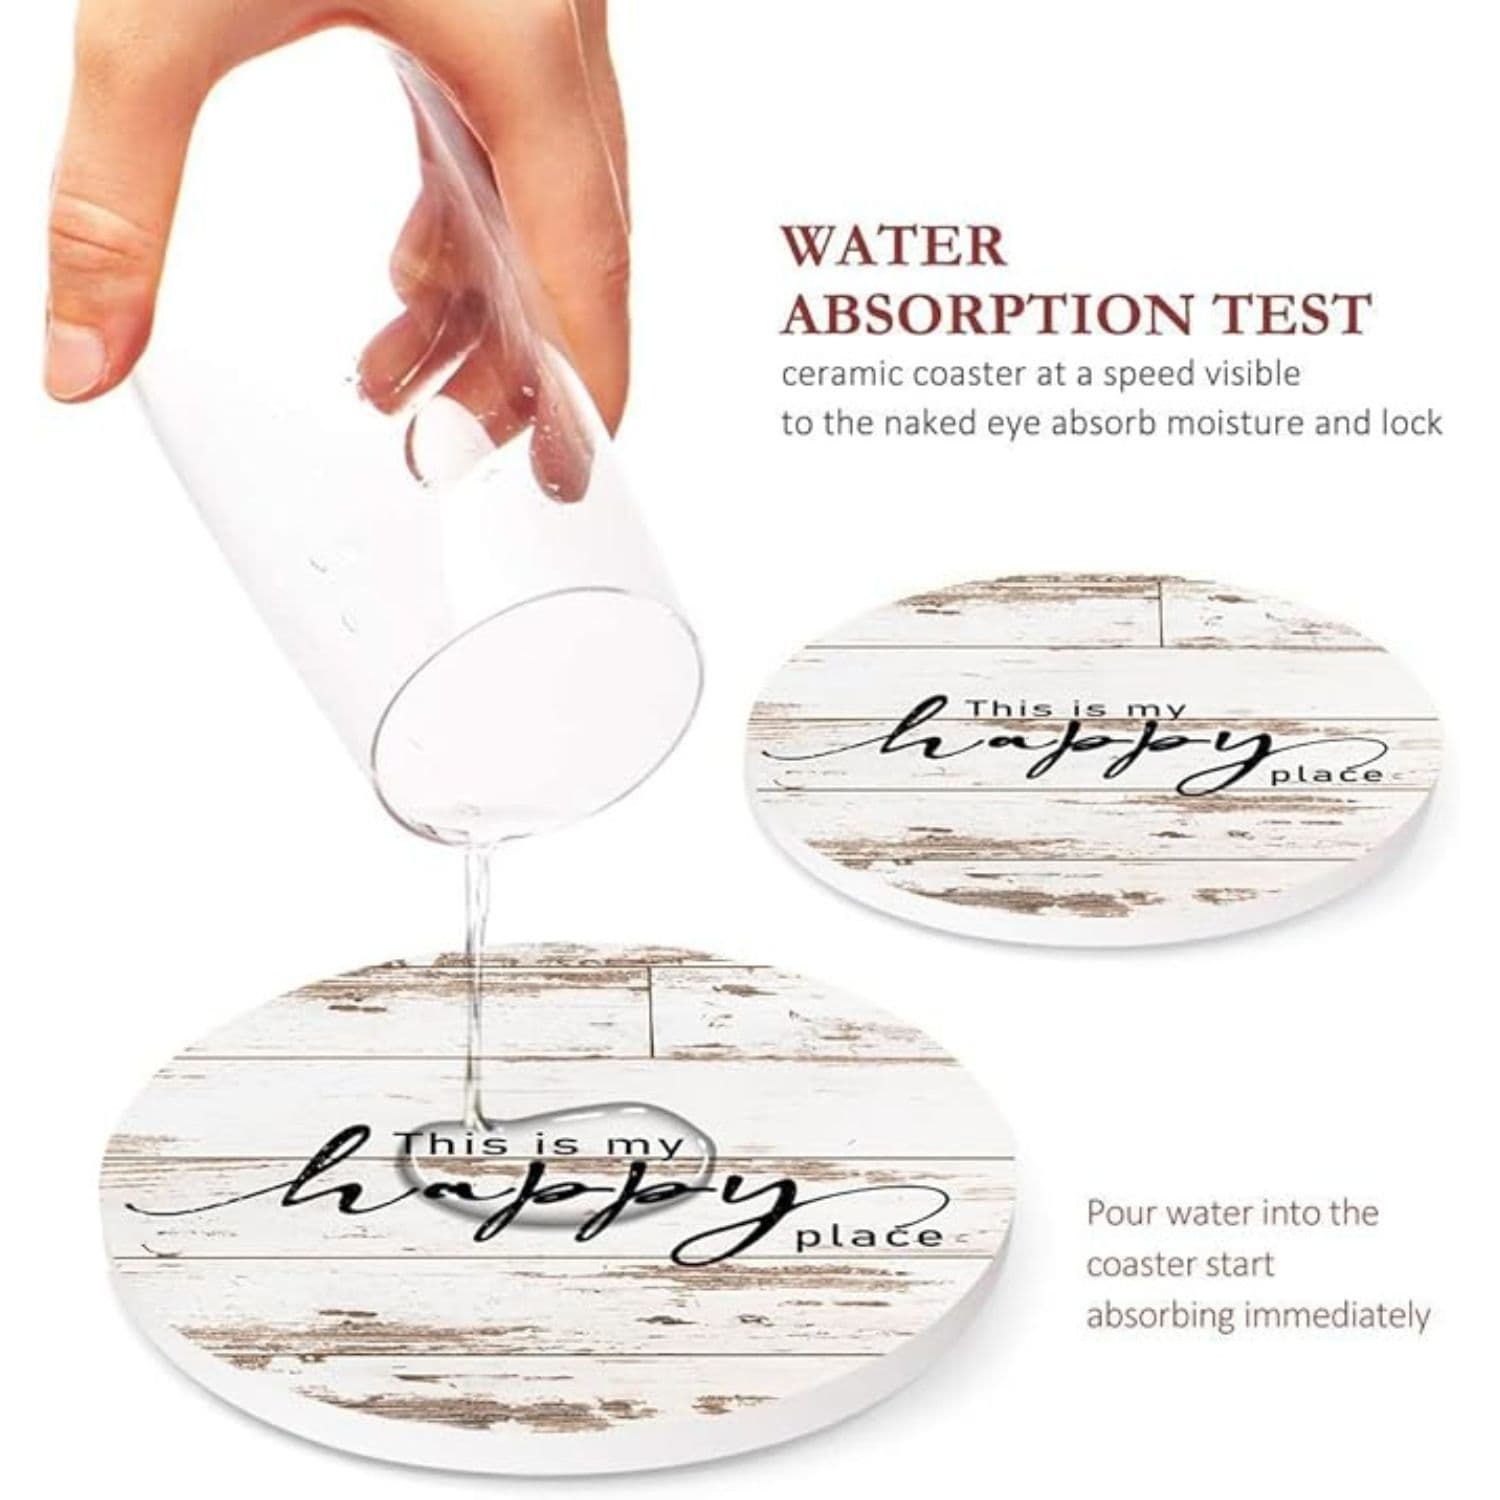 WATER
ABSORPTION TEST
ceramic coaster at a speed visible
to the naked eye absorb moisture and lock
This is my
happy
place
This is my
happy
place
Pour water into the
coaster start
absorbing immediately